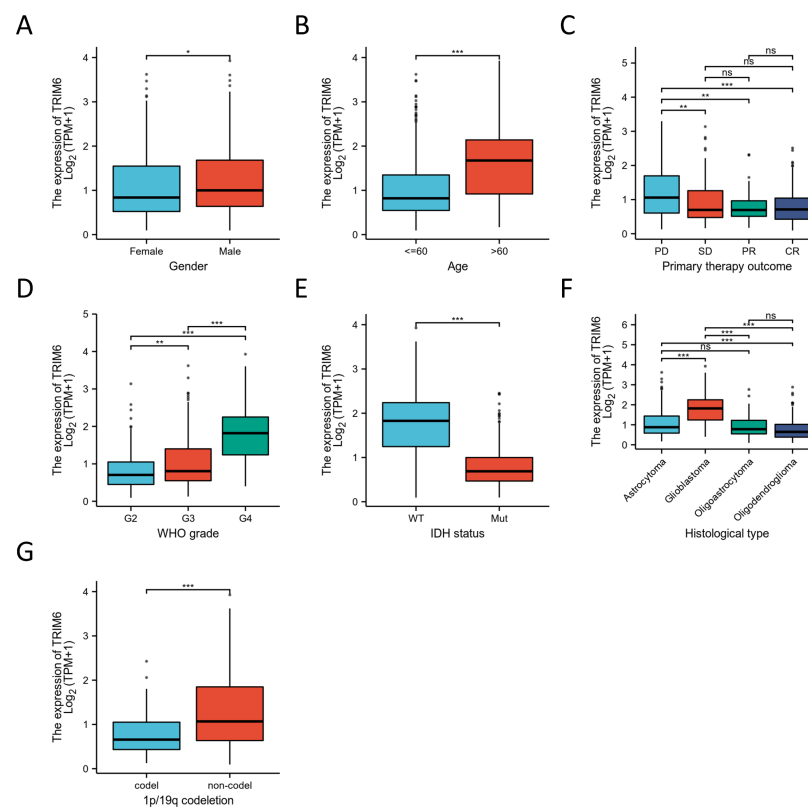 A
The expression of TRIM6
Log2 (TPM+1)
4
3
2
1
0
*
Female
Male
Gender
B
The expression of TRIM6
Log2 (TPM+1)
4
3
2
1
0
***
<=60
>60
Age
C
The expression of TRIM6
Log2 (TPM+1)
5
4
3
2
1
0
ns
ns
ns
***
**
**
PD
SD
PR
CR
Primary therapy outcome
D
The expression of TRIM6
Log2 (TPM+1)
5
4
3
2
1
0
***
***
**
G2
G3
G4
WHO grade
E
The expression of TRIM6
Log2 (TPM+1)
4
3
2
1
0
***
WT
Mut
IDH status
F
The expression of TRIM6
Log2 (TPM+1)
6
5
4
3
2
1
0
ns
***
***
***
ns
***
Astrocytoma
Glioblastoma
Oligoastrocytoma
Oligodendroglioma
Histological type
G
The expression of TRIM6
Log2 (TPM+1)
4
3
2
1
0
***
codel
non-codel
1p/19q codeletion